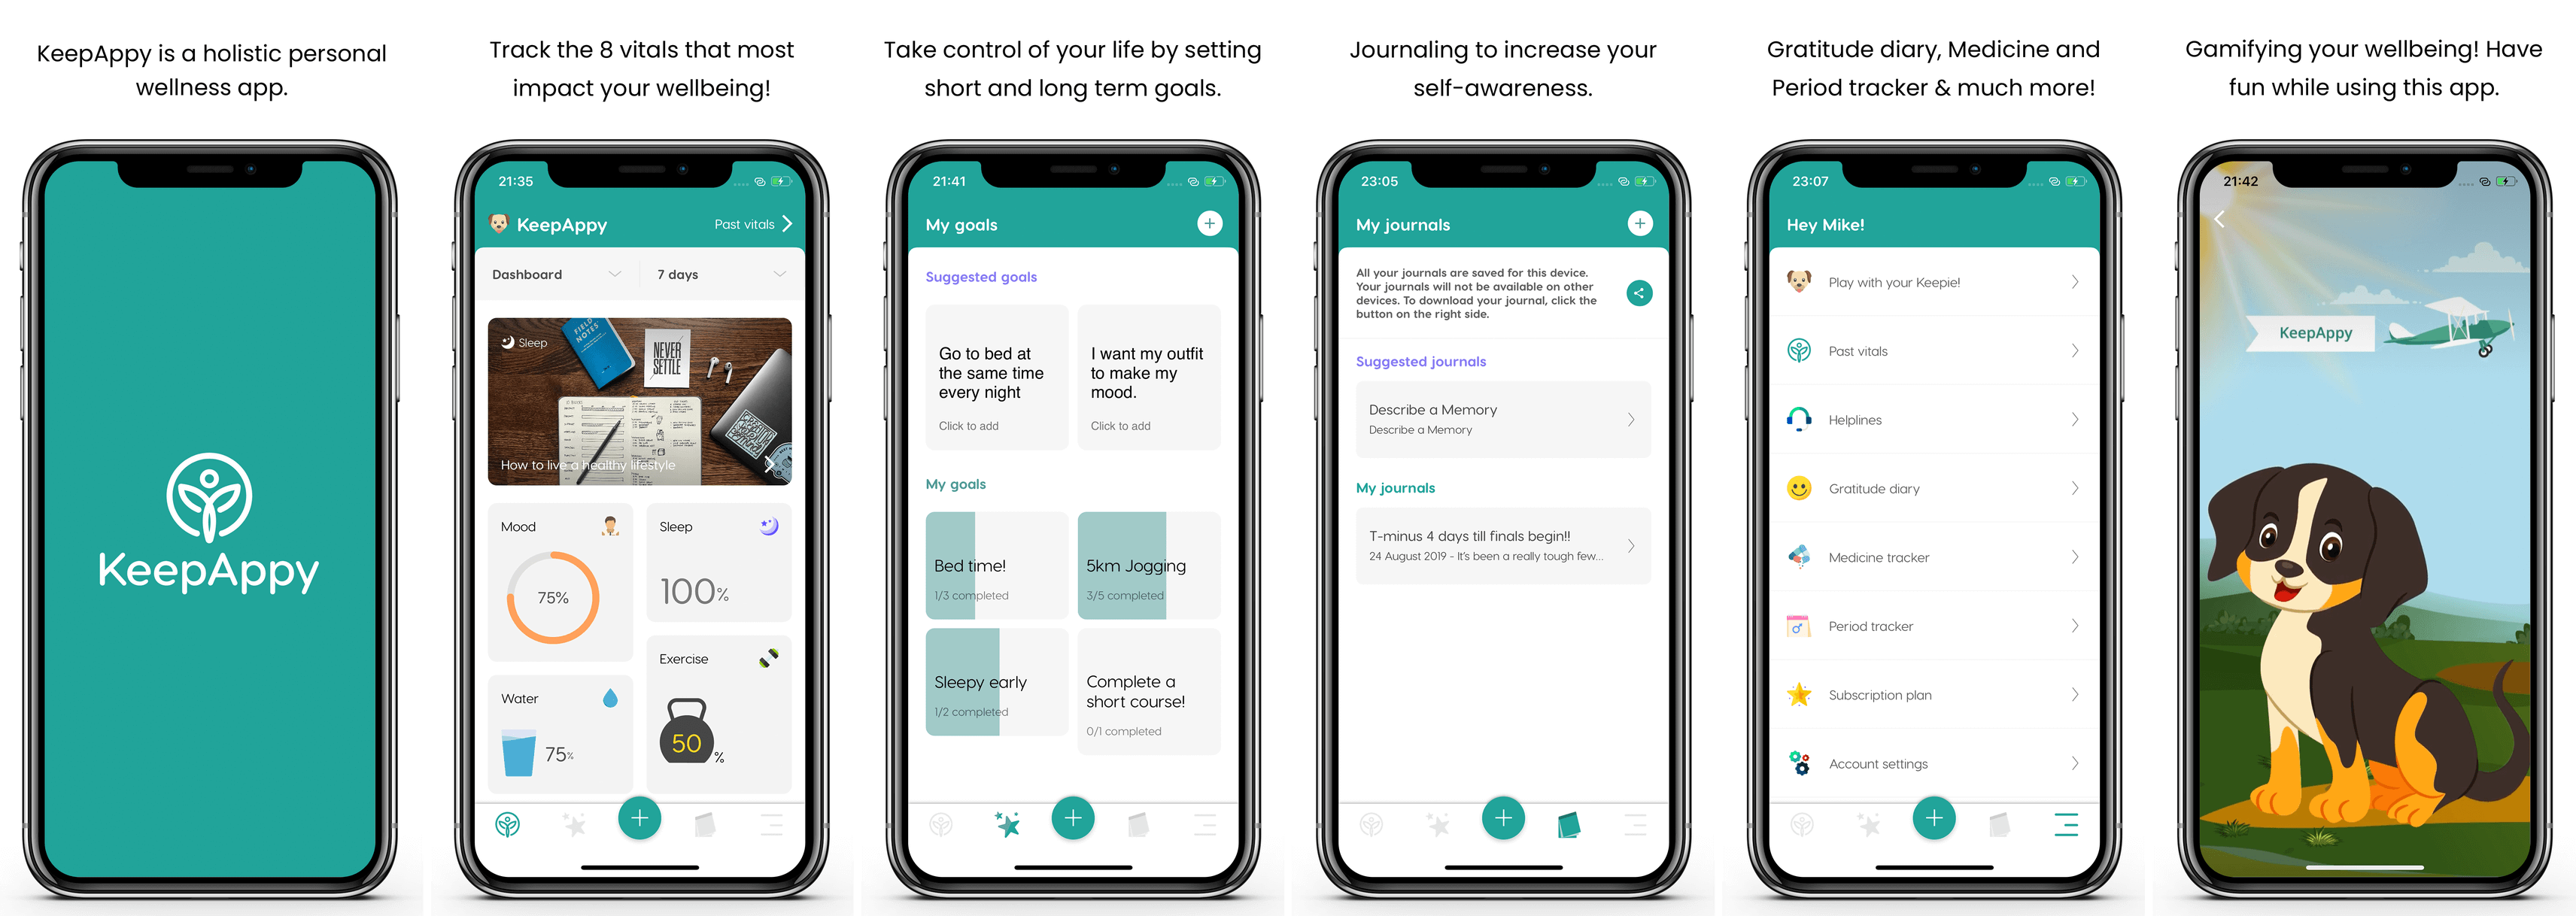 KeepAppy is a holistic personal
wellness app.
KeepAppy
Track the 8 vitals that most
impact your wellbeing!
21:35
KeepAppy
Past vitals
Dashboard
7 days
Sleep
FIELD NOTES
NEVER
SETTLE
How to live a healthy lifestyle
Mood
75%
Sleep
100%
Water
75%
Exercise
50%
Take control of your life by setting
short and long term goals.
21:41
My goals
Suggested goals
Go to bed at
the same time
every night
Click to add
I want my outfit
to make my
mood.
Click to add
My goals
Bed time!
1/3 completed
5km Jogging
3/5 completed
Sleepy early
1/2 completed
Complete a
short course!
0/1 completed
Journaling to increase your
self-awareness.
23:05
My journals
All your journals are saved for this device.
Your journals will not be available on other
devices. To download your journal, click the
button on the right side.
Suggested journals
Describe a Memory
Describe a Memory
My journals
T-minus 4 days till finals begin!!
24 August 2019 - It's been a really tough few...
Gratitude diary, Medicine and
Period tracker & much more!
23:07
Hey Mike!
Play with your Keepie!
Past vitals
Helplines
Gratitude diary
Medicine tracker
Period tracker
Subscription plan
Account settings
Gamifying your wellbeing! Have
fun while using this app.
21:42
KeepAppy